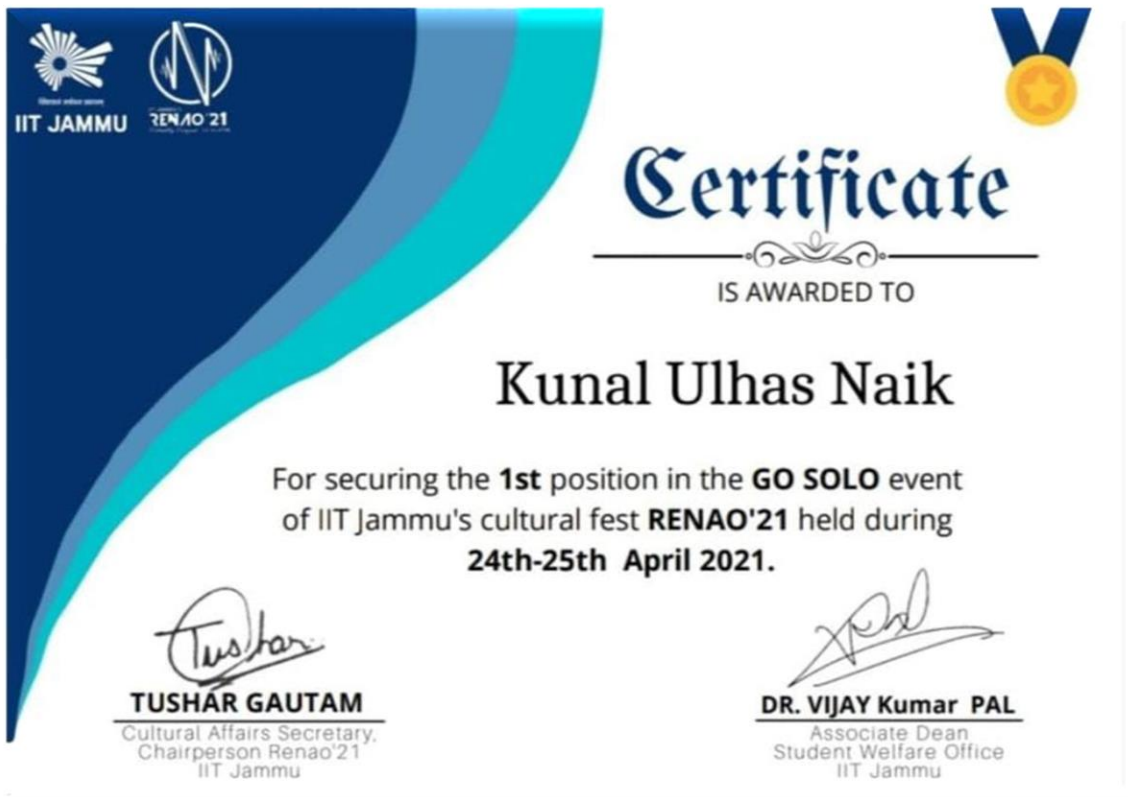 IIT JAMMU
RENAO'21
Certificate
IS AWARDED TO
Kunal Ulhas Naik
For securing the 1st position in the GO SOLO event
of IIT Jammu's cultural fest RENAO'21 held during
24th-25th  April 2021.
Tushar
TUSHAR GAUTAM
Cultural Affairs Secretary,
Chairperson Renao'21
IIT Jammu
DR. VIJAY Kumar  PAL
Associate Dean
Student Welfare Office
IIT Jammu